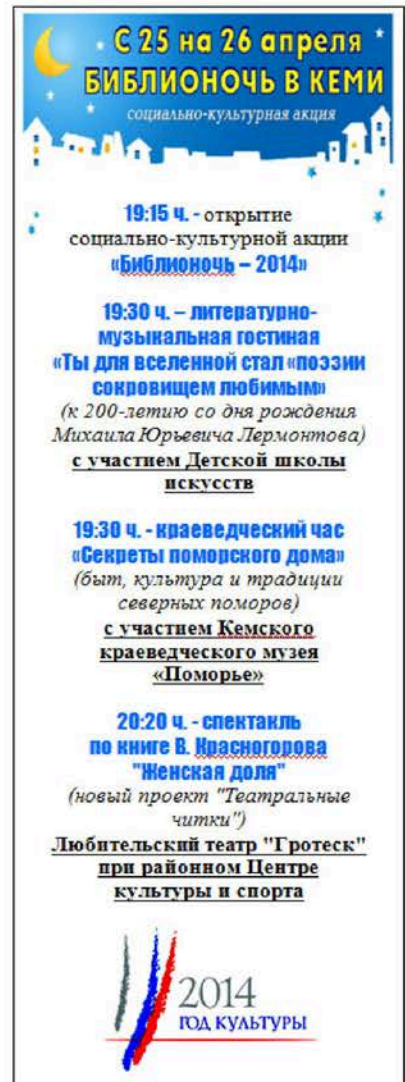 С 25 на 26 апреля
БИБЛИОНОЧЬ В КЕМИ
социально-культурная акция
19:15 ч. - открытие
социально-культурной акции
«Библионочь – 2014»
19:30 ч. – литературно-
музыкальная гостиная
«Ты для вселенной стал «поэзии
сокровищем любимым»
(к 200-летию со дня рождения
Михаила Юрьевича Лермонтова)
с участием Детской школы
искусств
19:30 ч. - краеведческий час
«Секреты поморского дома»
(быт, культура и традиции
северных поморов)
с участием Кемского
краеведческого музея
«Поморье»
20:20 ч. - спектакль
по книге В. Красногорова
"Женская доля"
(новый проект "Театральные
читки")
Любительский театр "Гротеск"
при районном Центре
культуры и спорта
2014
ГОД КУЛЬТУРЫ